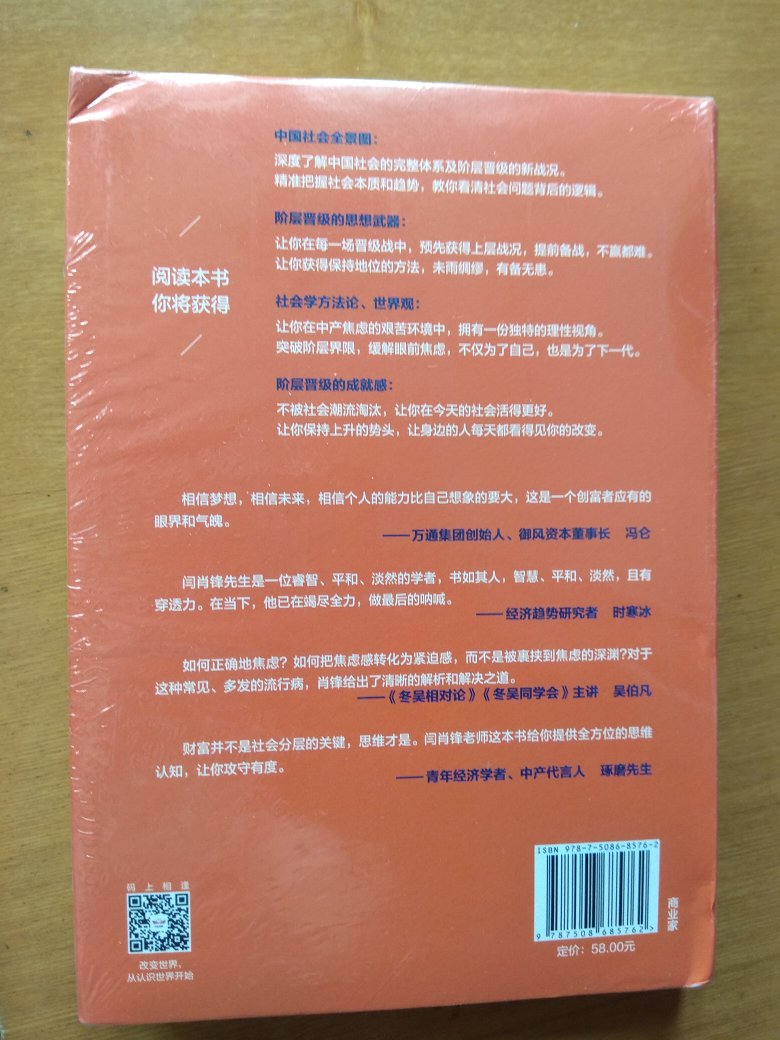 中国社会全景图：
深度了解中国社会的完整体系及阶层晋级的新战况。
精准把握社会本质和趋势，教你看清社会问题背后的逻辑。
阶层晋级的思想武器：
让你在每一场晋级战中，预先获得上层战况，提前备战，不赢都难。
让你获得保持地位的方法，未雨绸缪，有备无患。
阅读本书
你将获得
社会学方法论、世界观：
让你在中产焦虑的艰苦环境中，拥有一份独特的理性视角。
突破阶层界限，缓解眼前焦虑，不仅为了自己，也是为了下一代。
阶层晋级的成就感：
不被社会潮流淘汰，让你在今天的社会活得更好。
让你保持上升的势头，让身边的人每天都看得见你的改变。
相信梦想，相信未来，相信个人的能力比自己想象的要大，这是一个创富者应有的
眼界和气魄。
——万通集团创始人、御风资本董事长 冯仑
闫肖锋先生是一位睿智、平和、淡然的学者，书如其人，智慧、平和、淡然，且有
穿透力。在当下，他已在竭尽全力，做最后的呐喊。
——经济趋势研究者 时寒冰
如何正确地焦虑？如何把焦虑感转化为紧迫感，而不是被裹挟到焦虑的深渊?对于
这种常见、多发的流行病，肖锋给出了清晰的解析和解决之道。
——《冬吴相对论》《冬吴同学会》主讲 吴伯凡
财富并不是社会分层的关键，思维才是。闫肖锋老师这本书给你提供全方位的思维
认知，让你攻守有度。
——青年经济学者、中产代言人 琢磨先生
ISBN 978-7-5086-8576-2
9 787508 685762 >
定价：58.00元
商业家
码上相逢
改变世界，
从认识世界开始